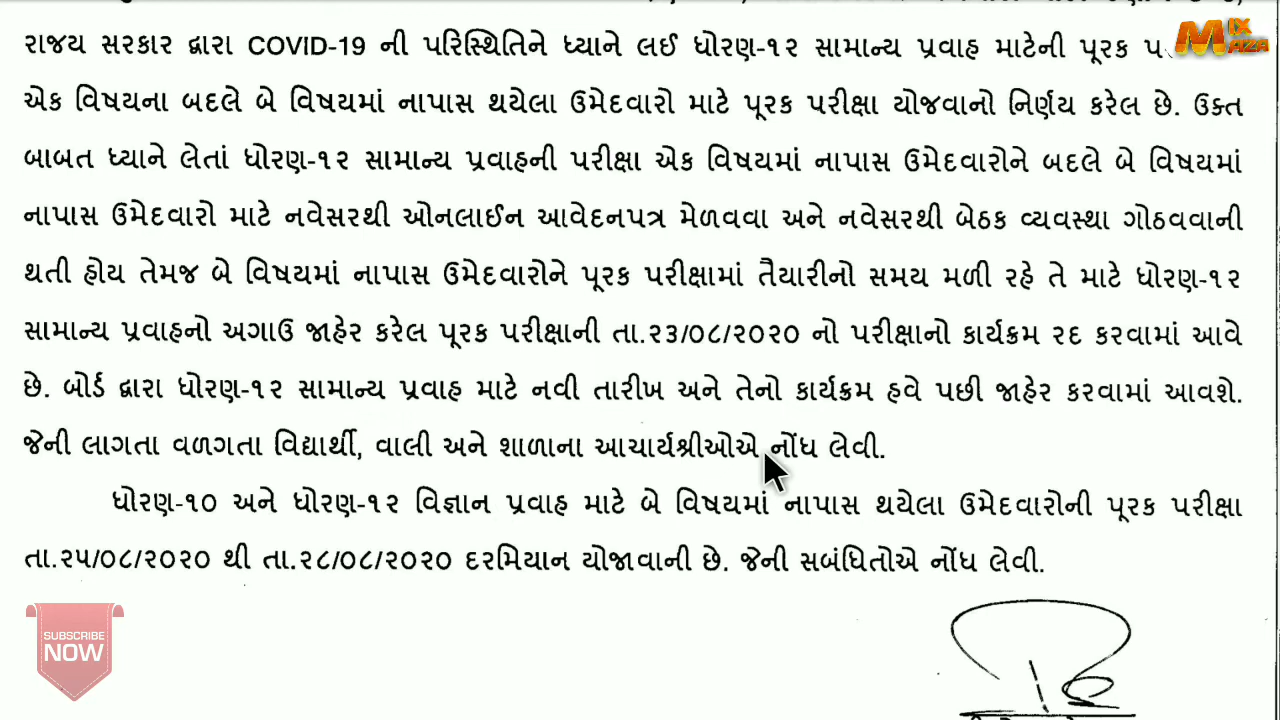 રાજય સરકાર દ્વારા COVID-19 ની પરિસ્થિતિને ધ્યાને લઈ ધોરણ-૧૨ સામાન્ય પ્રવાહ માટેની પૂરક
MIX MAZA
એક વિષયના બદલે બે વિષયમાં નાપાસ થયેલા ઉમેદવારો માટે પૂરક પરીક્ષા યોજવાનો નિર્ણય કરેલ છે. ઉક્ત
બાબત ધ્યાને લેતાં ધોરણ-૧૨ સામાન્ય પ્રવાહની પરીક્ષા એક વિષયમાં નાપાસ ઉમેદવારોને બદલે બે વિષયમાં
નાપાસ ઉમેદવારો માટે નવેસરથી ઓનલાઈન આવેદનપત્ર મેળવવા અને નવેસરથી બેઠક વ્યવસ્થા ગોઠવવાની
થતી હોય તેમજ બે વિષયમાં નાપાસ ઉમેદવારોને પૂરક પરીક્ષામાં તૈયારીનો સમય મળી રહે તે માટે ધોરણ-૧૨
સામાન્ય પ્રવાહનો અગાઉ જાહેર કરેલ પૂરક પરીક્ષાની તા.૨૩/૦૮/૨૦૨૦ નો પરીક્ષાનો કાર્યક્રમ રદ કરવામાં આવે
છે. બોર્ડ દ્વારા ધોરણ-૧૨ સામાન્ય પ્રવાહ માટે નવી તારીખ અને તેનો કાર્યક્રમ હવે પછી જાહેર કરવામાં આવશે.
જેની લાગતા વળગતા વિદ્યાર્થી, વાલી અને શાળાના આચાર્યશ્રીઓએ નોંધ લેવી.
ધોરણ-૧૦ અને ધોરણ-૧૨ વિજ્ઞાન પ્રવાહ માટે બે વિષયમાં નાપાસ થયેલા ઉમેદવારોની પૂરક પરીક્ષા
તા.૨૫/૦૮/૨૦૨૦ થી તા.૨૮/૦૮/૨૦૨૦ દરમિયાન યોજાવાની છે. જેની સબંધિતોએ નોંધ લેવી.
SUBSCRIBE
NOW